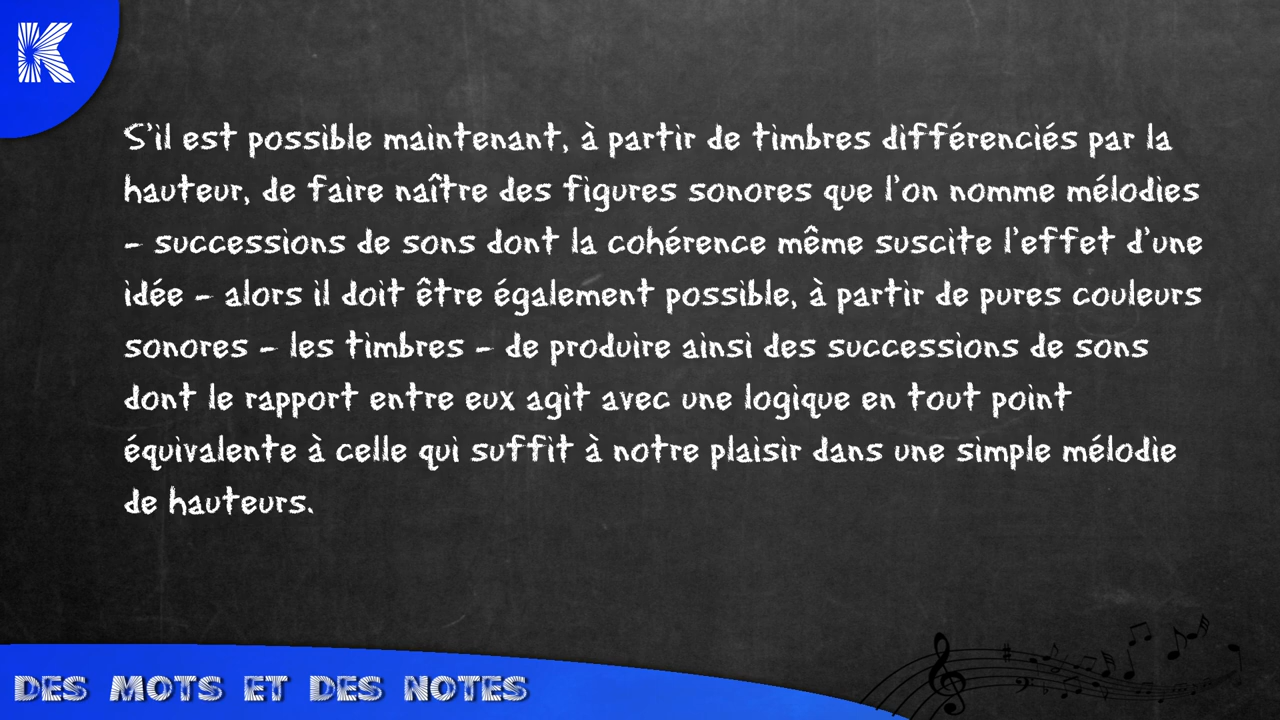 K
S'il est possible maintenant, à partir de timbres différenciés par la
hauteur, de faire naître des figures sonores que l'on nomme mélodies
- successions de sons dont la cohérence même suscite l'effet d'une
idée - alors il doit être également possible, à partir de pures couleurs
sonores - les timbres - de produire ainsi des successions de sons
dont le rapport entre eux agit avec une logique en tout point
équivalente à celle qui suffit à notre plaisir dans une simple mélodie
de hauteurs.
DES MOTS ET DES NOTES